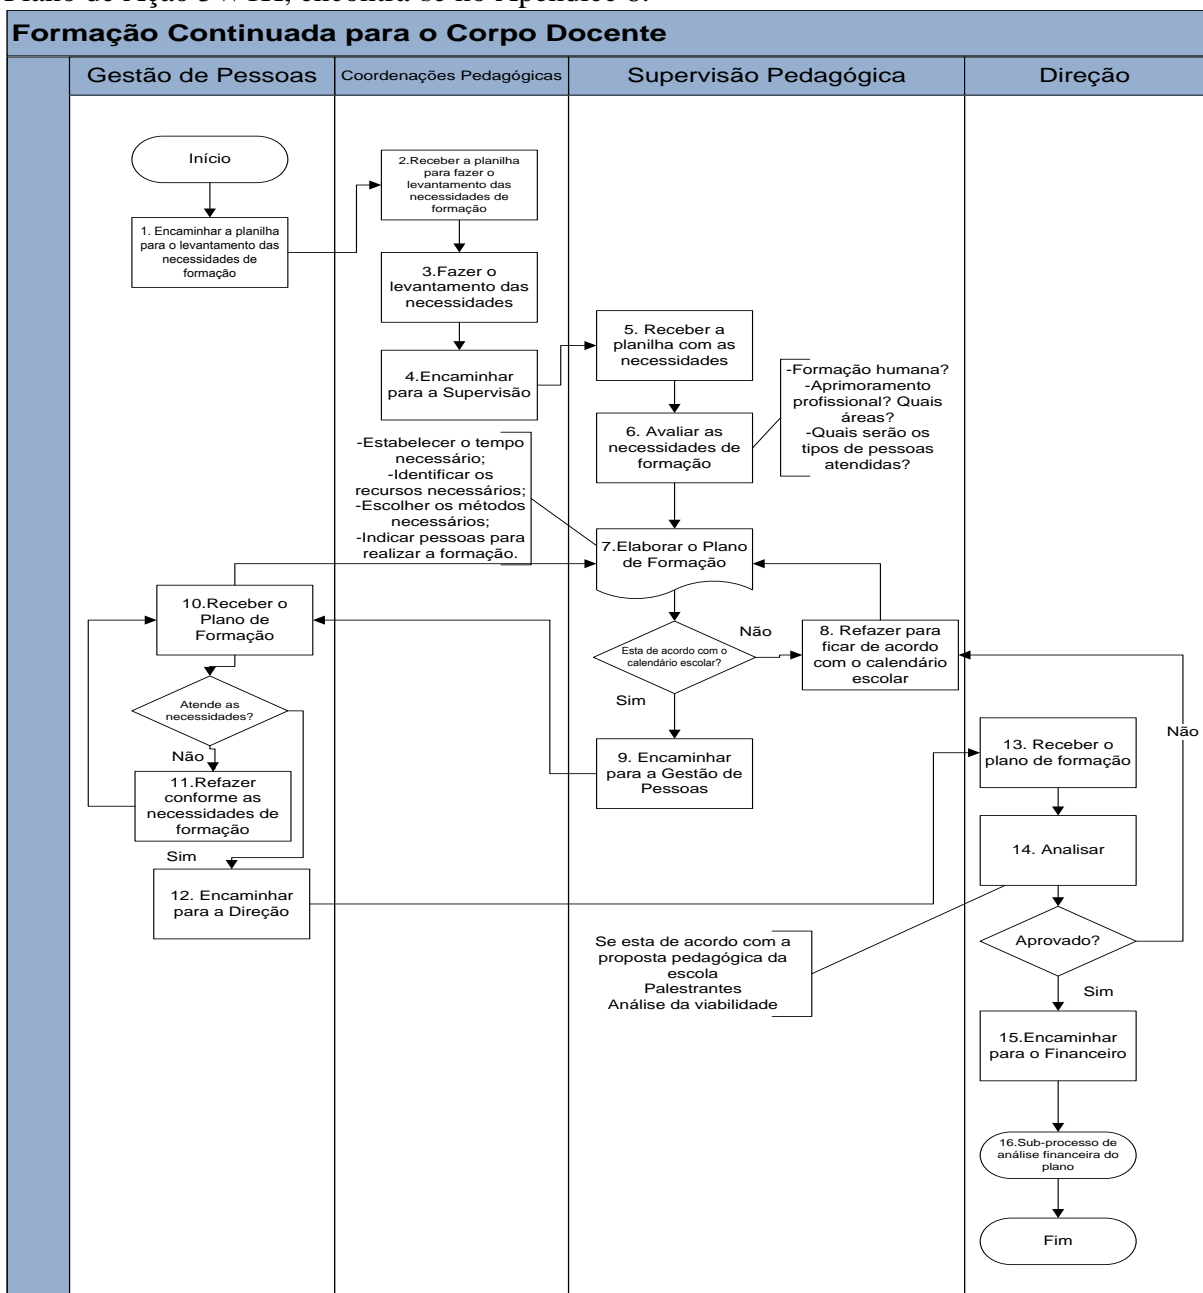 Plano de Ação 5W1H, encontra-se no Apêndice 8.
Formação Continuada para o Corpo Docente
Gestão de Pessoas
Coordenações Pedagógicas
Supervisão Pedagógica
Direção
Início
1. Encaminhar a planilha
para o levantamento das
necessidades de
formação
2.Receber a planilha
para fazer o
levantamento das
necessidades de
formação
3.Fazer o
levantamento das
necessidades
4.Encaminhar
para a Supervisão
5. Receber a
planilha com as
necessidades
-Formação humana?
-Aprimoramento
profissional? Quais
áreas?
-Quais serão os
tipos de pessoas
atendidas?
6. Avaliar as
necessidades de
formação
-Estabelecer o tempo
necessário;
-Identificar os
recursos necessários;
-Escolher os métodos
necessários;
-Indicar pessoas para
realizar a formação.
7.Elaborar o Plano
de Formação
Esta de acordo com o
calendário escolar?
Não
8. Refazer para
ficar de acordo
com o calendário
escolar
Sim
9. Encaminhar
para a Gestão de
Pessoas
10.Receber o
Plano de
Formação
Atende as
necessidades?
Não
11.Refazer
conforme as
necessidades de
formação
Sim
12. Encaminhar
para a Direção
13. Receber o
plano de formação
Não
14. Analisar
Se esta de acordo com a
proposta pedagógica da
escola
Palestrantes
Análise da viabilidade
Aprovado?
Sim
15.Encaminhar
para o Financeiro
16.Sub-processo de
análise financeira do
plano
Fim